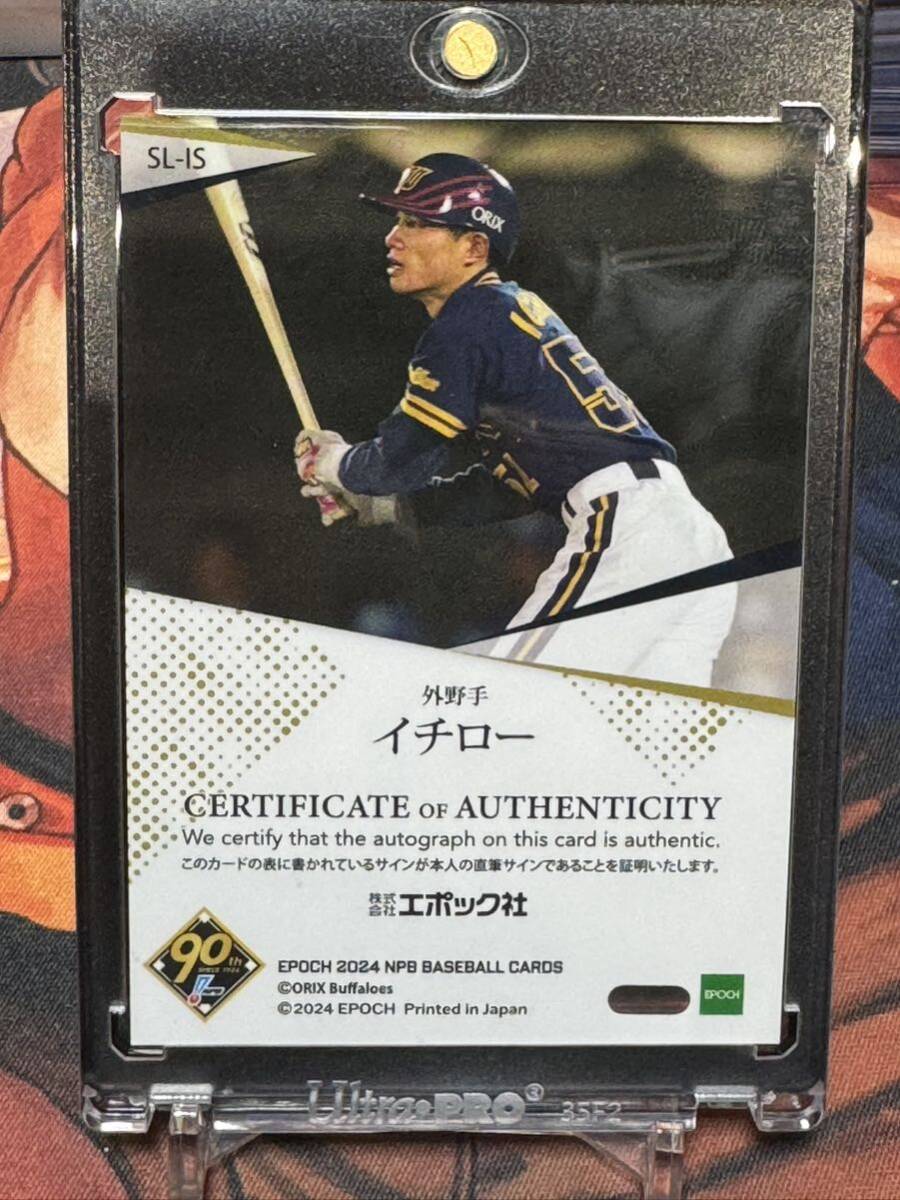 SL-IS
ORIX
外野手
イチロー
CERTIFICATE OF AUTHENTICITY
We certify that the autograph on this card is authentic.
このカードの表に書かれているサインが本人の直筆サインであることを証明いたします。
株式会社エポック社
90th
SINCE 1934
EPOCH 2024 NPB BASEBALL CARDS
©ORIX Buffaloes
©2024 EPOCH Printed in Japan
EPOCH
Ultra PRO®